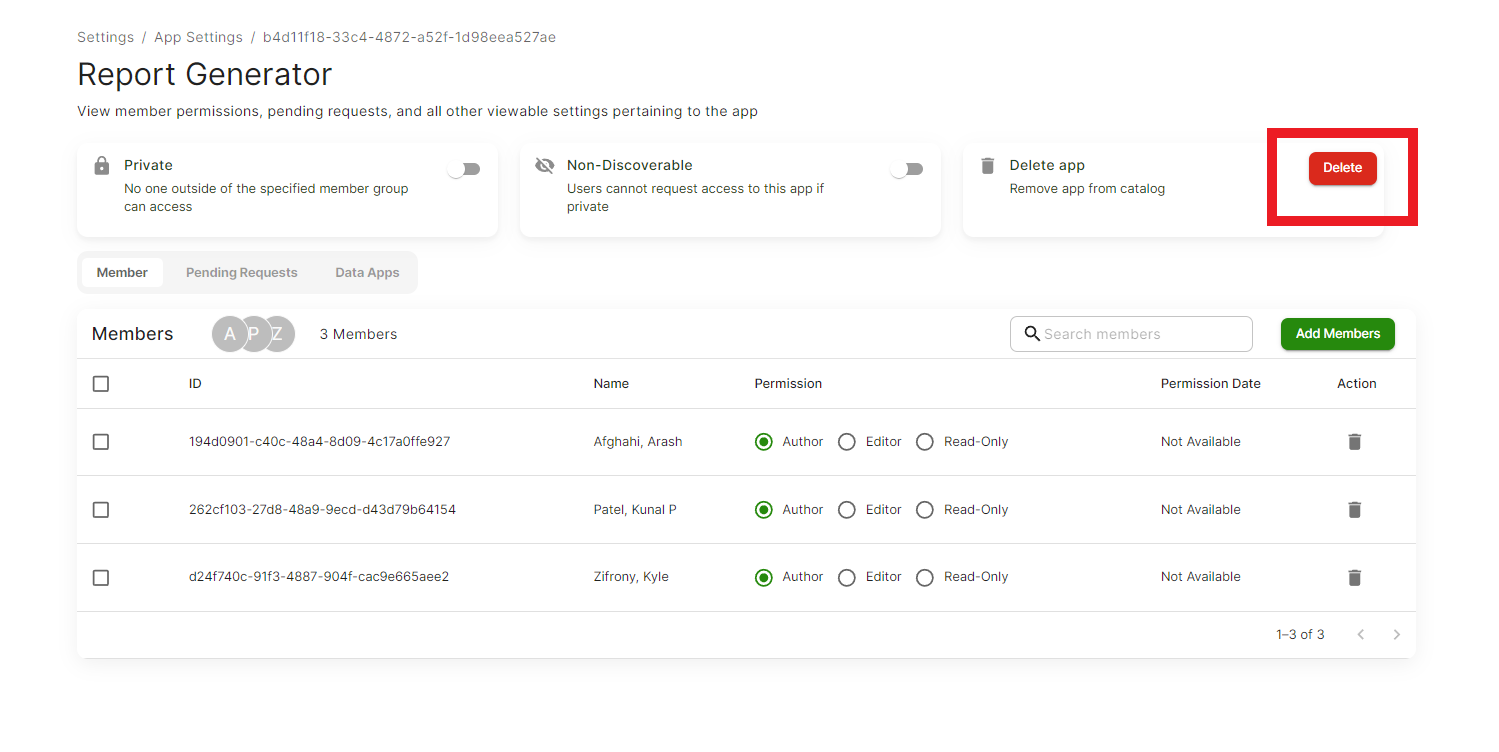 Settings / App Settings / b4d11f18-33c4-4872-a52f-1d98eea527ae
Report Generator
View member permissions, pending requests, and all other viewable settings pertaining to the app
Private
No one outside of the specified member group
can access
Non-Discoverable
Users cannot request access to this app if
private
Delete app
Remove app from catalog
Delete
Member Pending Requests Data Apps
Members A P Z 3 Members Search members Add Members
ID Name Permission Permission Date Action
194d0901-c40c-48a4-8d09-4c17a0ffe927 Afghahi, Arash Author Editor Read-Only Not Available
262cf103-27d8-48a9-9ecd-d43d79b64154 Patel, Kunal P Author Editor Read-Only Not Available
d24f740c-91f3-4887-904f-cac9e665aee2 Zifrony, Kyle Author Editor Read-Only Not Available
1–3 of 3